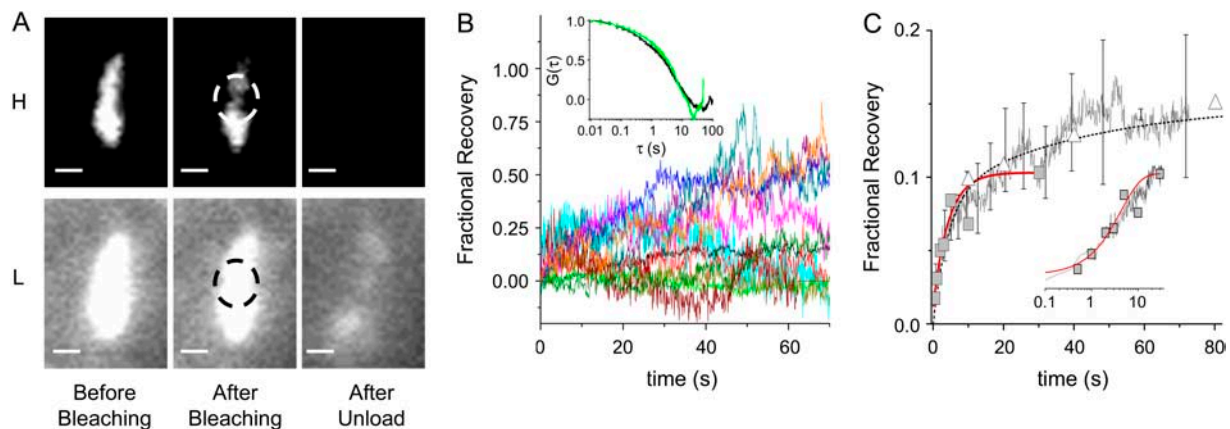 A
H
L
Before
Bleaching
After
Bleaching
After
Unload
B
Fractional Recovery
1.00
0.75
0.50
0.25
0.00
0
20
40
60
time (s)
G(τ)
1.0
0.5
0.0
0.01
0.1
1
10
100
τ (s)
C
Fractional Recovery
0.2
0.1
0.0
0
20
40
60
80
time (s)
0.1
1
10